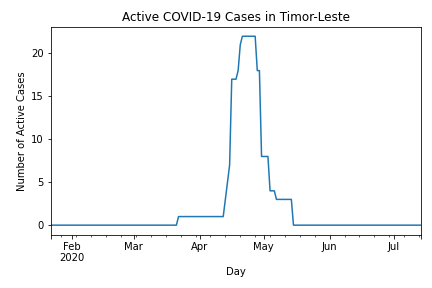 Active COVID-19 Cases in Timor-Leste
Number of Active Cases
20
15
10
5
0
Feb
2020
Mar
Apr
May
Jun
Jul
Day